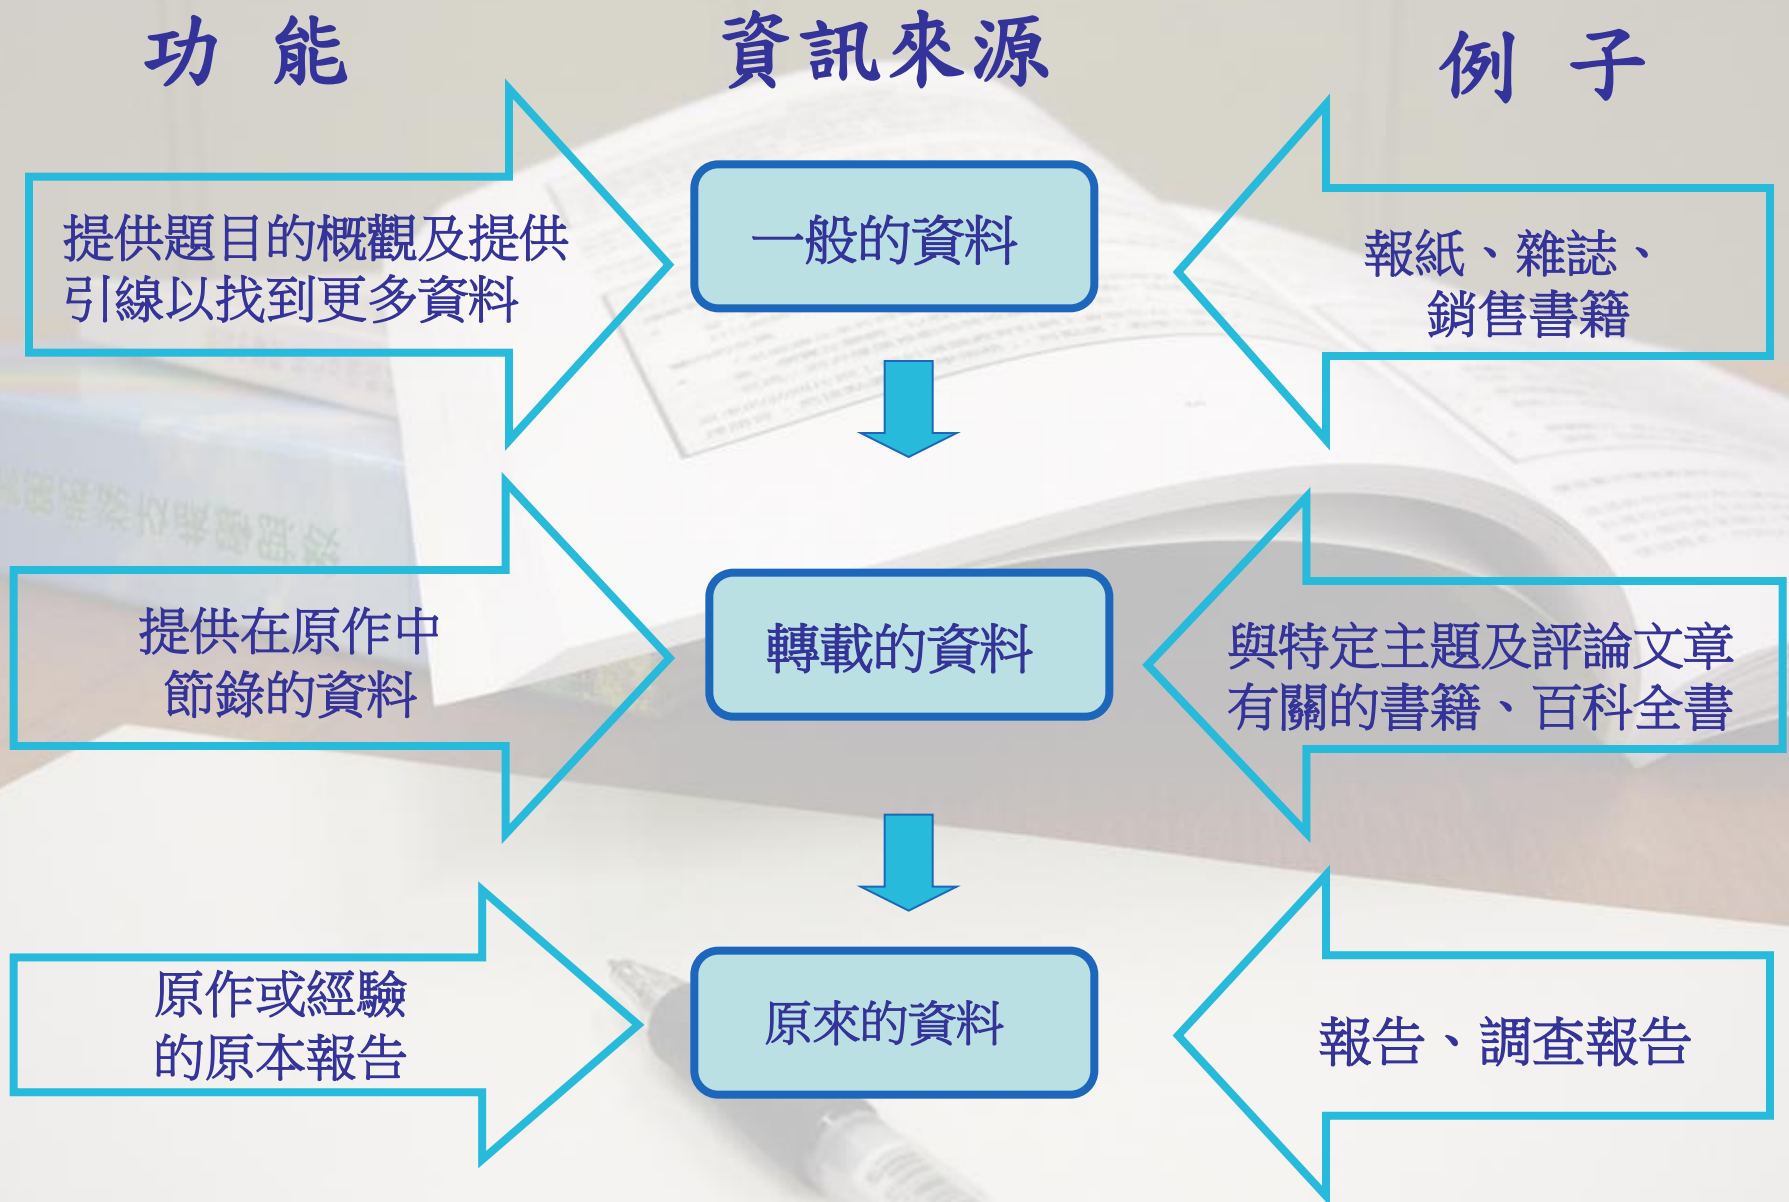 功 能
資訊來源
例 子
提供題目的概觀及提供
引線以找到更多資料
一般的資料
報紙、雜誌、
銷售書籍
提供在原作中
節錄的資料
轉載的資料
與特定主題及評論文章
有關的書籍、百科全書
原作或經驗
的原本報告
原來的資料
報告、調查報告